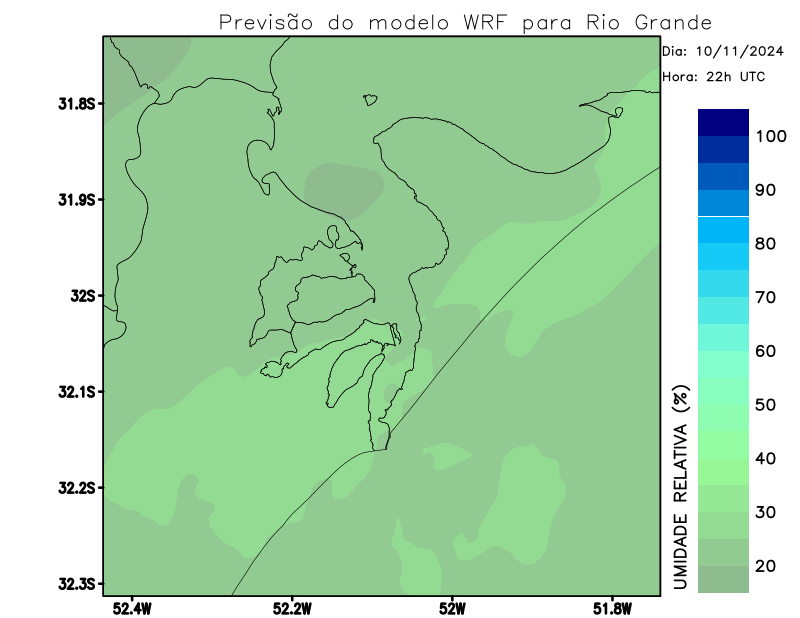 Previsão do modelo WRF para Rio Grande
Dia: 10/11/2024
Hora: 22h UTC
31.8S
31.9S
32S
32.1S
32.2S
32.3S
52.4W
52.2W
52W
51.8W
100
90
80
70
60
50
40
30
20
UMIDADE RELATIVA (%)